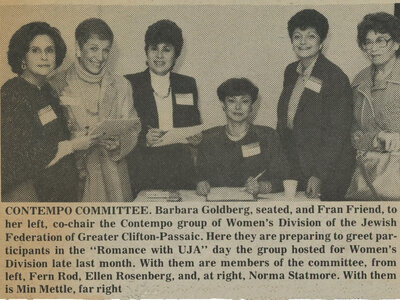 CONTEMPO COMMITTEE. Barbara Goldberg, seated, and Fran Friend, to
her left, co-chair the Contempo group of Women's Division of the Jewish
Federation of Greater Clifton-Passaic. Here they are preparing to greet par-
ticipants in the "Romance with UJA" day the group hosted for Women's
Division late last month. With them are members of the committee, from
left, Fern Rod, Ellen Rosenberg, and, at right, Norma Statmore. With them
is Min Mettle, far right